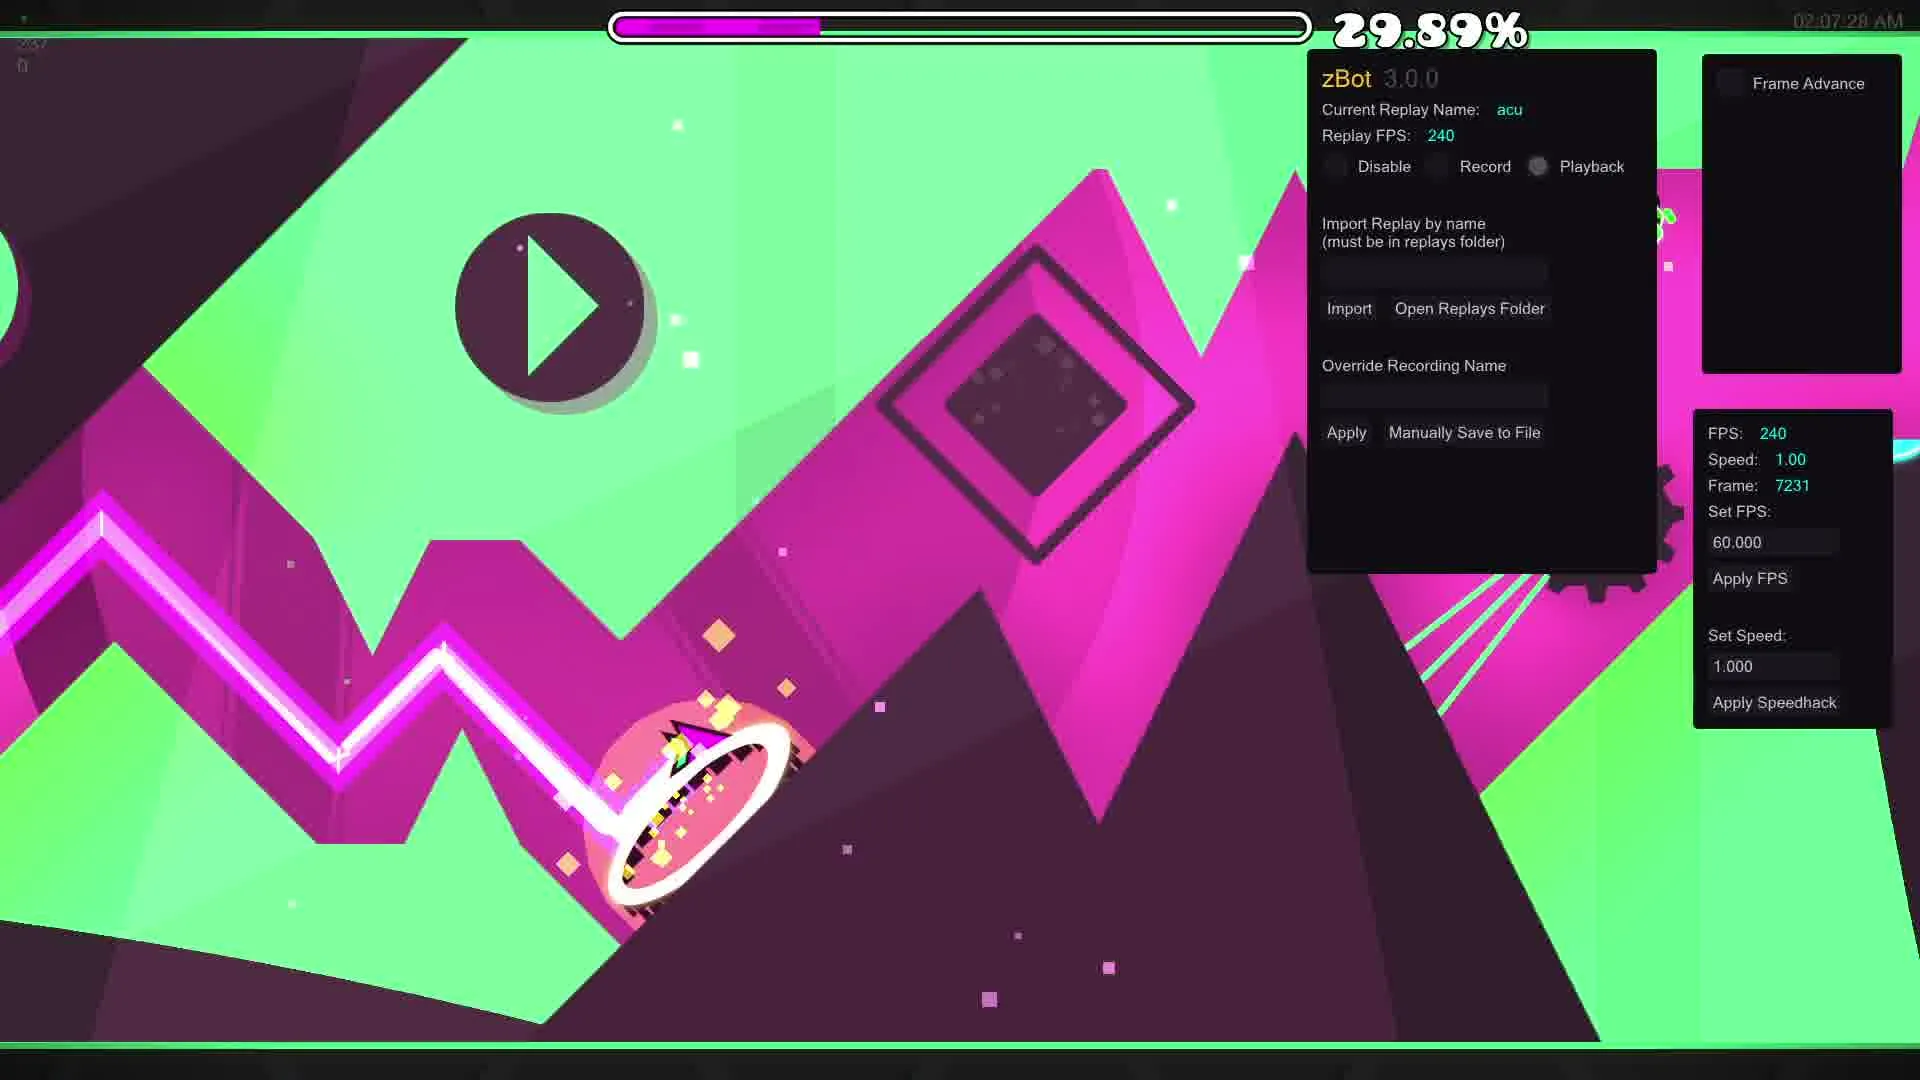 29.89%
02:07:28 AM
zBot 3.0.0
Current Replay Name: acu
Replay FPS: 240
Disable Record Playback
Import Replay by name
(must be in replays folder)
Import Open Replays Folder
Override Recording Name
Apply Manually Save to File
Frame Advance
FPS: 240
Speed: 1.00
Frame: 7231
Set FPS:
60.000
Apply FPS
Set Speed:
1.000
Apply Speedhack